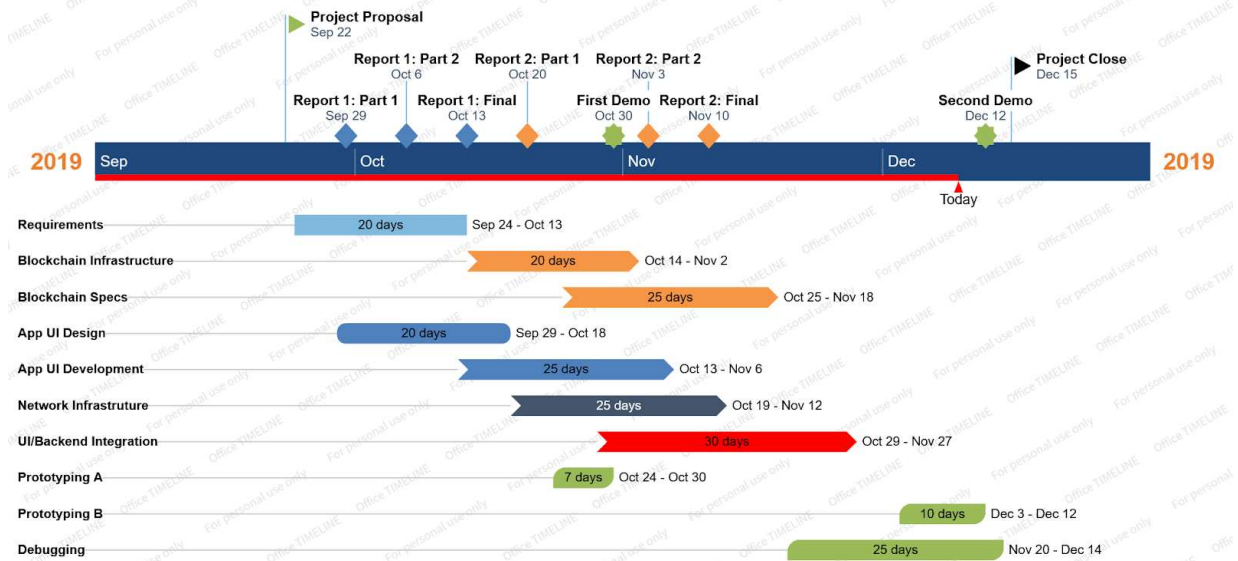 Project Proposal
Sep 22
Report 1: Part 2
Oct 6
Report 2: Part 1
Oct 20
Report 2: Part 2
Nov 3
Project Close
Dec 15
Report 1: Part 1
Sep 29
Report 1: Final
Oct 13
First Demo
Oct 30
Report 2: Final
Nov 10
Second Demo
Dec 12
2019 Sep Oct Nov Dec 2019
Today
Requirements 20 days Sep 24 - Oct 13
Blockchain Infrastructure 20 days Oct 14 - Nov 2
Blockchain Specs 25 days Oct 25 - Nov 18
App UI Design 20 days Sep 29 - Oct 18
App UI Development 25 days Oct 13 - Nov 6
Network Infrastruture 25 days Oct 19 - Nov 12
UI/Backend Integration 30 days Oct 29 - Nov 27
Prototyping A 7 days Oct 24 - Oct 30
Prototyping B 10 days Dec 3 - Dec 12
Debugging 25 days Nov 20 - Dec 14
For personal use only
Office TIMELINE